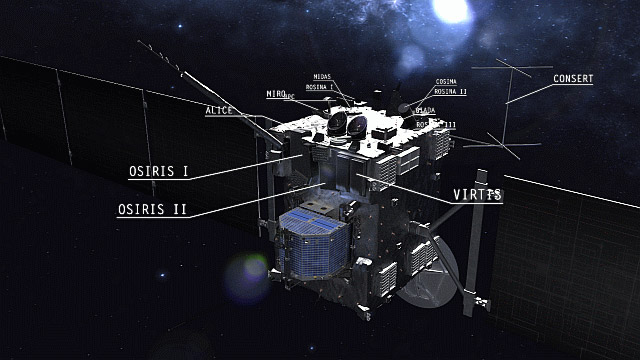 MIDAS
ROSINA I
COSIMA
ROSINA II
CONSERT
MIRO
ALICE
OSIRIS I
VIRTIS
OSIRIS II